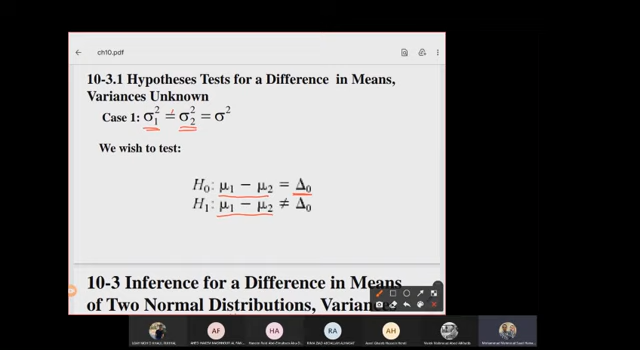 ch10.pdf
10-3.1 Hypotheses Tests for a Difference in Means,
Variances Unknown
Case 1: σ₁² = σ₂² = σ²
We wish to test:
H₀: μ₁ − μ₂ = Δ₀
H₁: μ₁ − μ₂ ≠ Δ₀
10-3 Inference for a Difference in Means
of Two Normal Distributions,
AF
HA
RA
AH